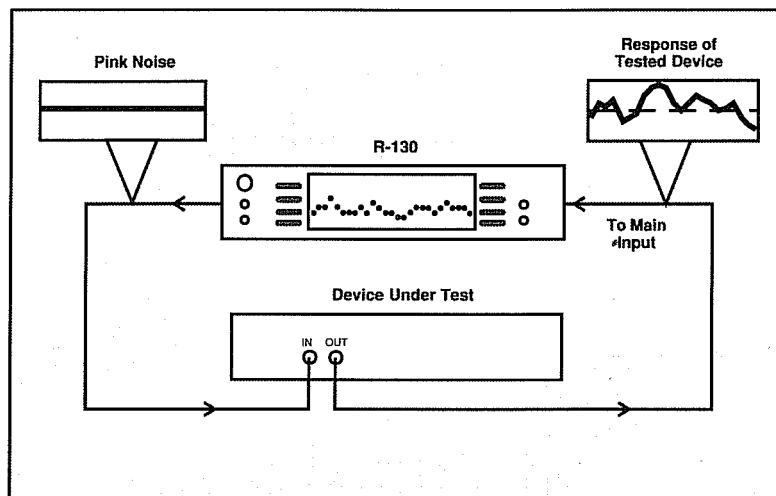 Pink Noise
Response of
Tested Device
R-130
To Main
Input
Device Under Test
IN OUT